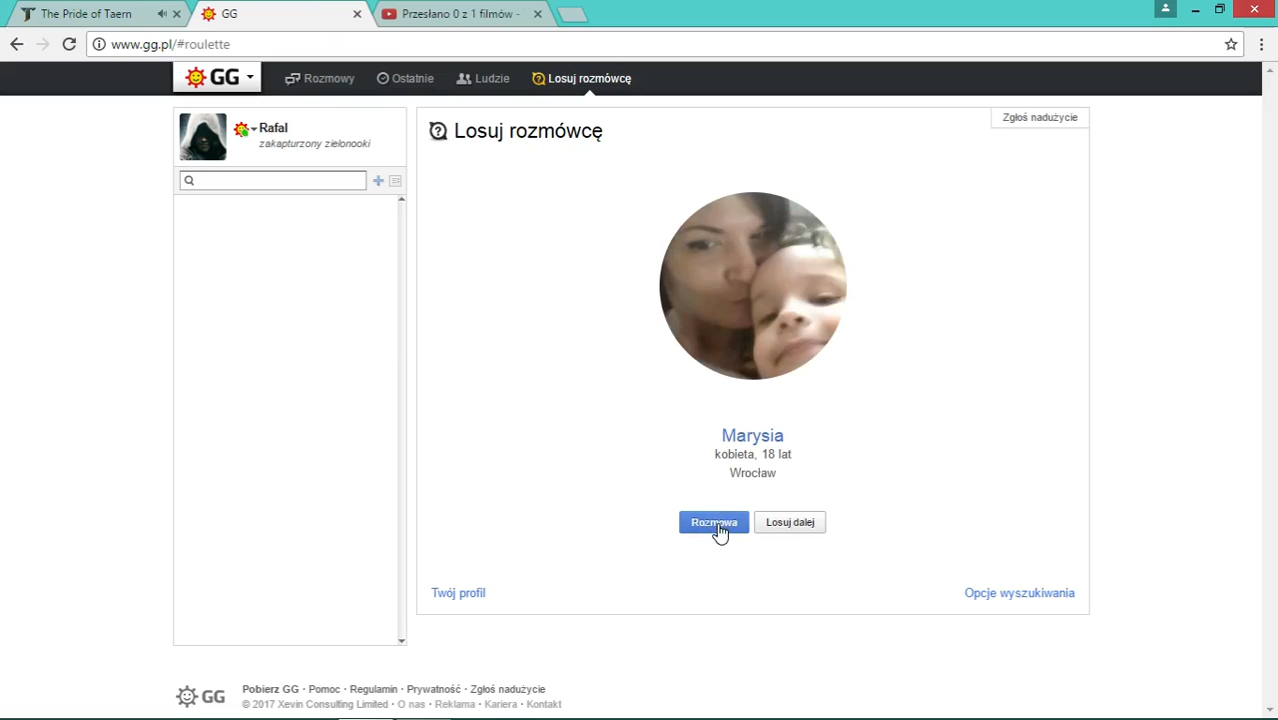 The Pride of Taern
GG
Przesłano 0 z 1 filmów -
www.gg.pl/#roulette
GG
Rozmowy
Ostatnie
Ludzie
Losuj rozmówcę
Rafal
zakapturzony zielonooki
Losuj rozmówcę
Zgłoś nadużycie
Marysia
kobieta, 18 lat
Wrocław
Rozmowa
Losuj dalej
Twój profil
Opcje wyszukiwania
GG
Pobierz GG · Pomoc · Regulamin · Prywatność · Zgłoś nadużycie
© 2017 Xevin Consulting Limited · O nas · Reklama · Kariera · Kontakt